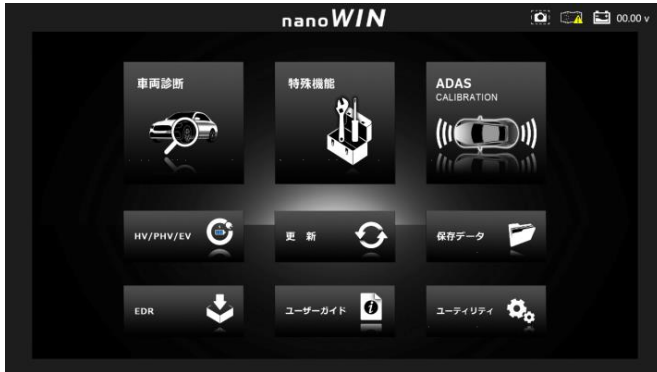 nanoWIN
00.00 v
車両診断
特殊機能
ADAS
CALIBRATION
HV/PHV/EV
更 新
保存データ
EDR
ユーザーガイド
ユーティリティ